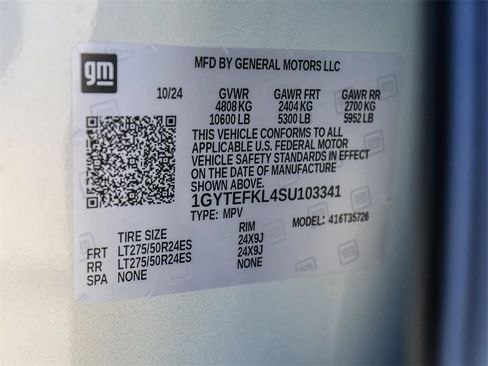 gm
MFD BY GENERAL MOTORS LLC
10/24 GVWR GAWR FRT GAWR RR
4808 KG 2404 KG 2700 KG
10600 LB 5300 LB 5952 LB
THIS VEHICLE CONFORMS TO ALL
APPLICABLE U.S. FEDERAL MOTOR
VEHICLE SAFETY STANDARDS IN EFFECT
ON THE DATE OF MANUFACTURE
SHOWN ABOVE.
1GYTEFKL4SU103341
TYPE: MPV MODEL: 416T35726
TIRE SIZE RIM
FRT LT275/50R24ES 24X9J
RR LT275/50R24ES 24X9J
SPA NONE NONE